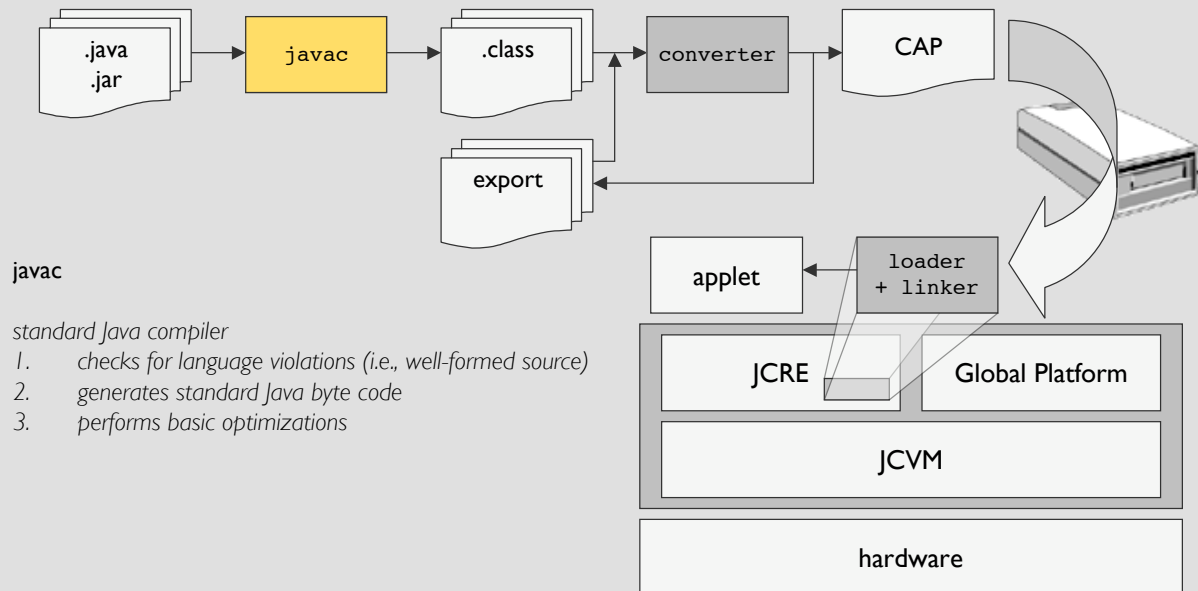 .java
.jar
javac
.class
converter
CAP
export
applet
loader
+ linker
javac
standard Java compiler
1. checks for language violations (i.e., well-formed source)
2. generates standard Java byte code
3. performs basic optimizations
JCRE
Global Platform
JCVM
hardware